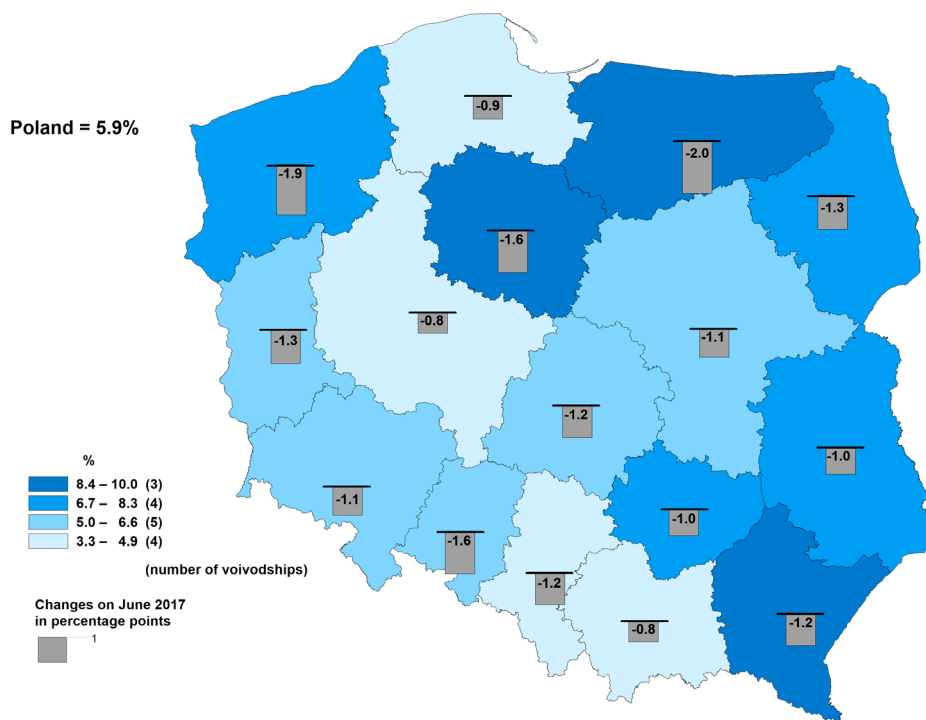 -0.9
Poland = 5.9%
-2.0
-1.9
-1.3
-1.6
-0.8
-1.3
-1.1
-1.2
-1.0
%
8.4 – 10.0 (3)
6.7 – 8.3 (4)
5.0 – 6.6 (5)
3.3 – 4.9 (4)
(number of voivodships)
-1.1
-1.0
-1.6
-1.2
-0.8
-1.2
Changes on June 2017
in percentage points
1